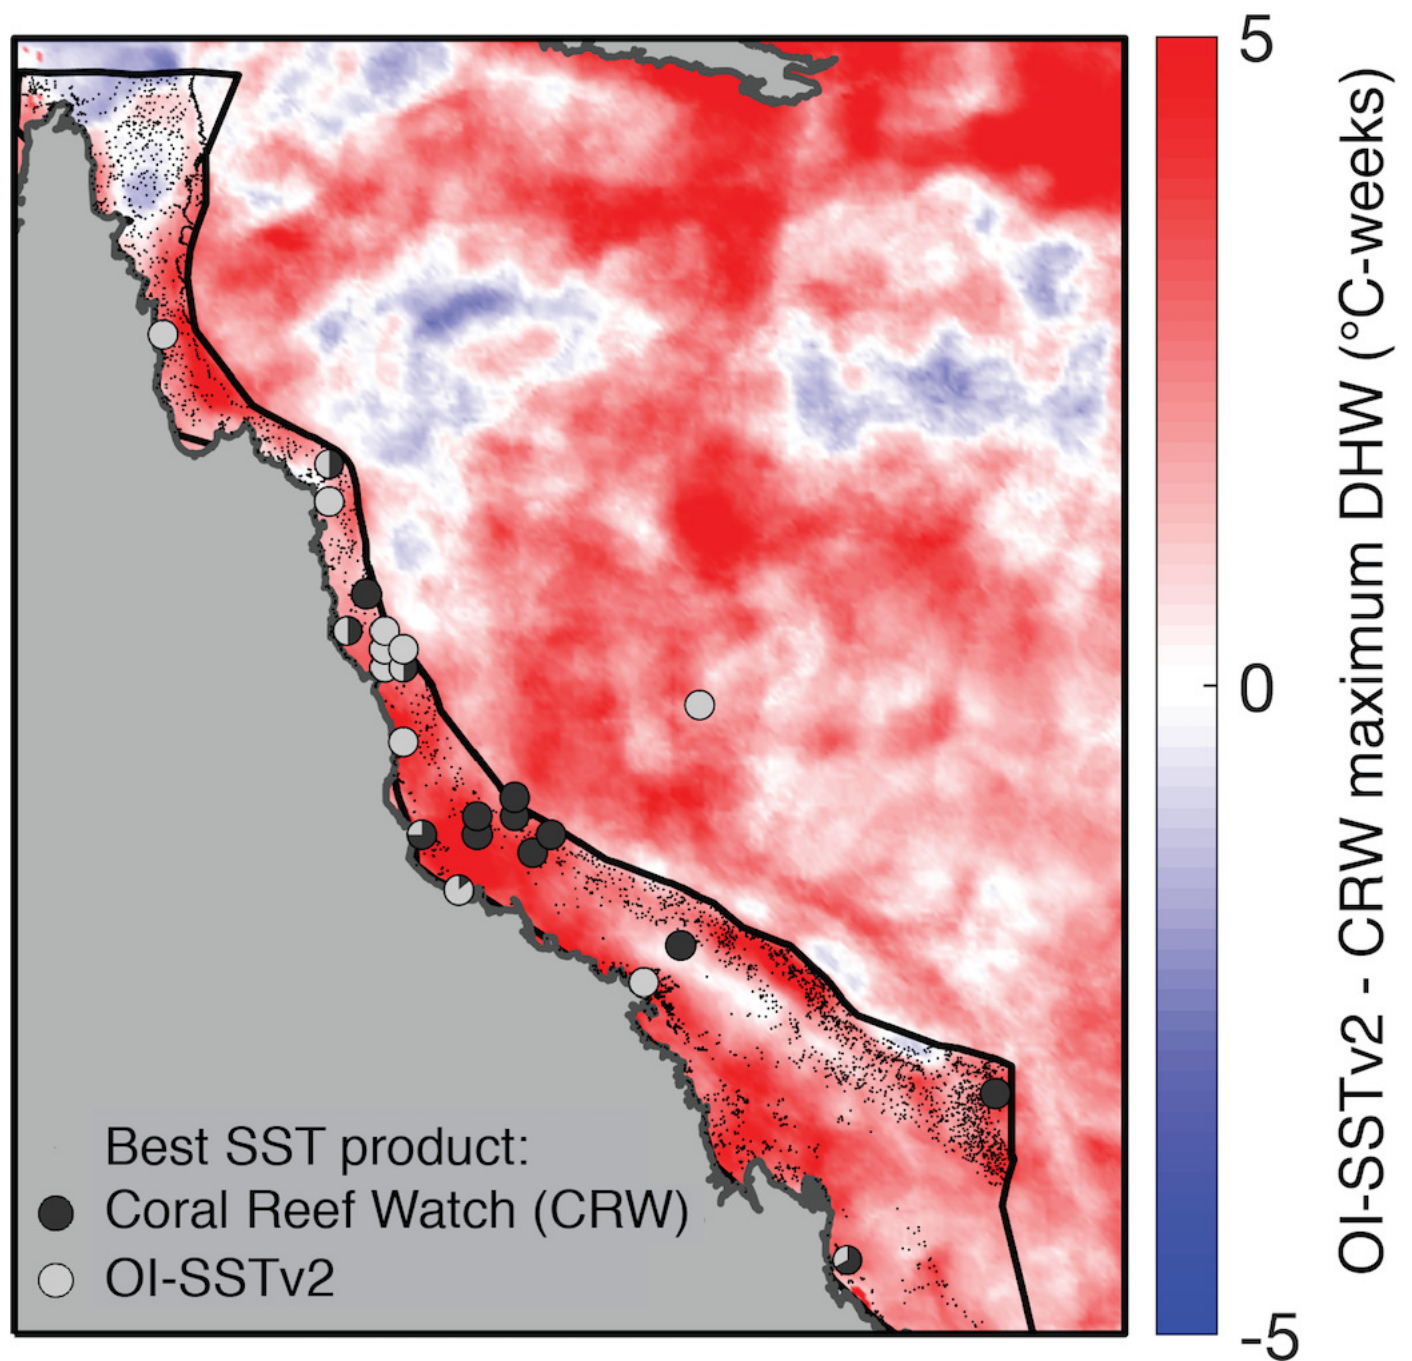 5
0
-5
OI-SSTv2 - CRW maximum DHW (°C-weeks)
Best SST product:
Coral Reef Watch (CRW)
OI-SSTv2